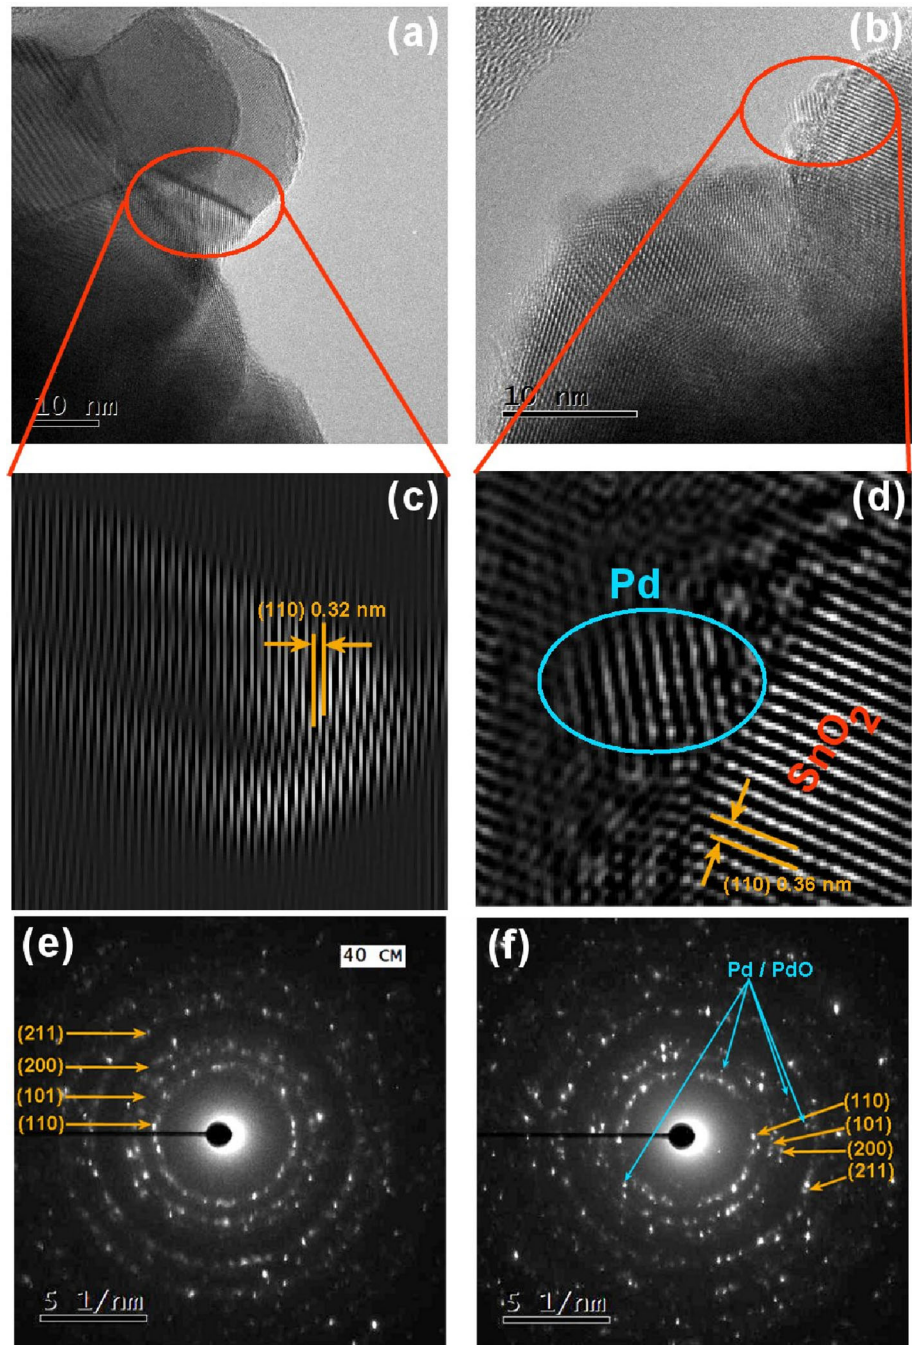 (a)
(b)
10 nm
10 nm
(c)
(d)
(110) 0.32 nm
Pd
SnO2
(110) 0.36 nm
(e)
(f)
40 CM
Pd / PdO
(211)
(200)
(101)
(110)
(110)
(101)
(200)
(211)
5 1/nm
5 1/nm